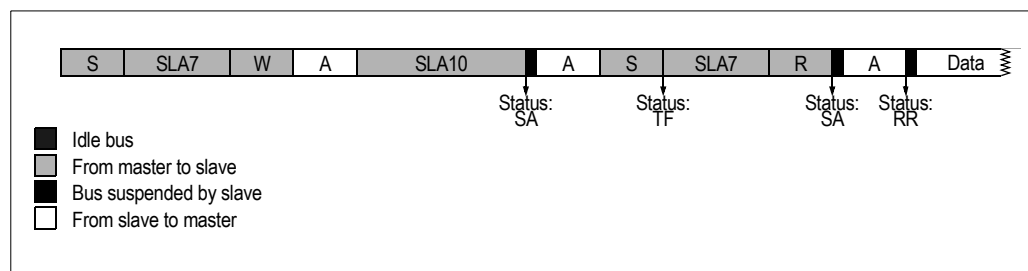 S SLA7 W A SLA10 A S SLA7 R A Data
Status: Status: Status: Status:
SA TF SA RR
Idle bus
From master to slave
Bus suspended by slave
From slave to master